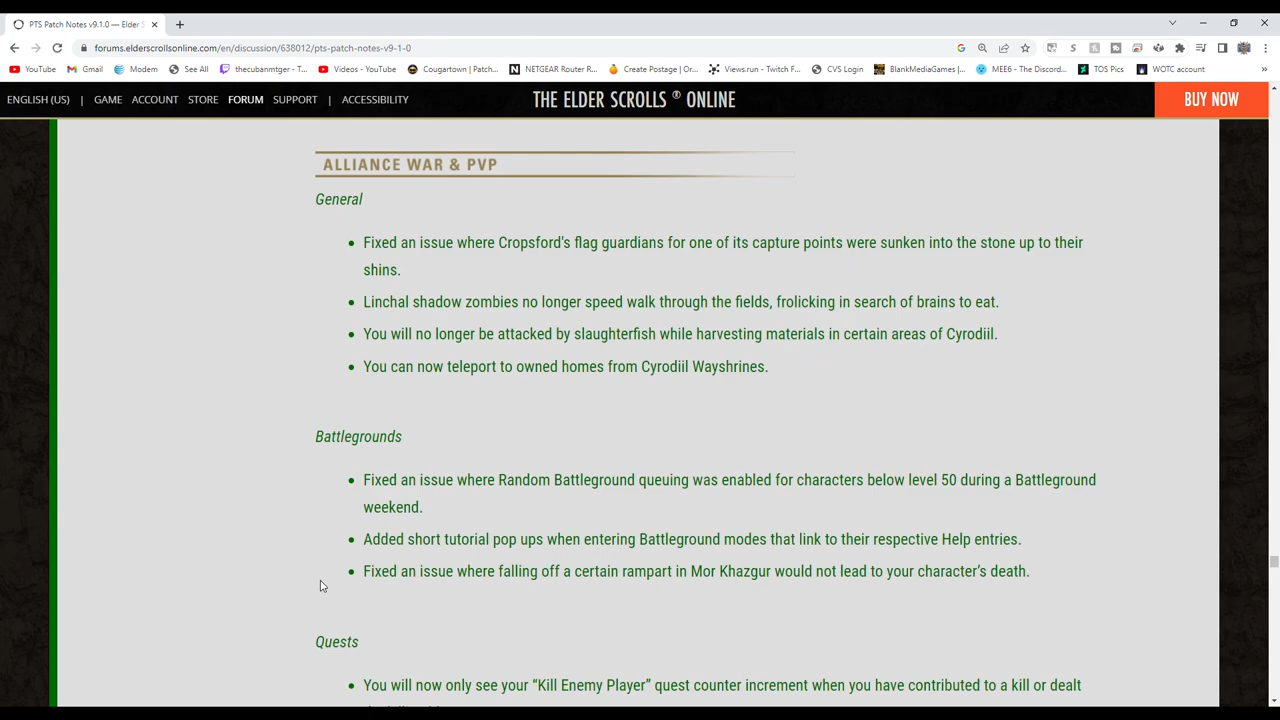 PTS Patch Notes v9.1.0 — Elder S
forums.elderscrollsonline.com/en/discussion/638012/pts-patch-notes-v9-1-0
YouTube Gmail Modem See All thecubanmtger - T... Videos - YouTube Cougartown | Patch... NETGEAR Router R... Create Postage | Or... Views.run - Twitch F... CVS Login BlankMediaGames |... MEE6 - The Discord... TOS Pics WOTC account »
ENGLISH (US) | GAME ACCOUNT STORE FORUM SUPPORT | ACCESSIBILITY THE ELDER SCROLLS ® ONLINE BUY NOW
ALLIANCE WAR & PVP
General
• Fixed an issue where Cropsford's flag guardians for one of its capture points were sunken into the stone up to their
shins.
• Linchal shadow zombies no longer speed walk through the fields, frolicking in search of brains to eat.
• You will no longer be attacked by slaughterfish while harvesting materials in certain areas of Cyrodiil.
• You can now teleport to owned homes from Cyrodiil Wayshrines.
Battlegrounds
• Fixed an issue where Random Battleground queuing was enabled for characters below level 50 during a Battleground
weekend.
• Added short tutorial pop ups when entering Battleground modes that link to their respective Help entries.
• Fixed an issue where falling off a certain rampart in Mor Khazgur would not lead to your character’s death.
Quests
• You will now only see your “Kill Enemy Player” quest counter increment when you have contributed to a kill or dealt